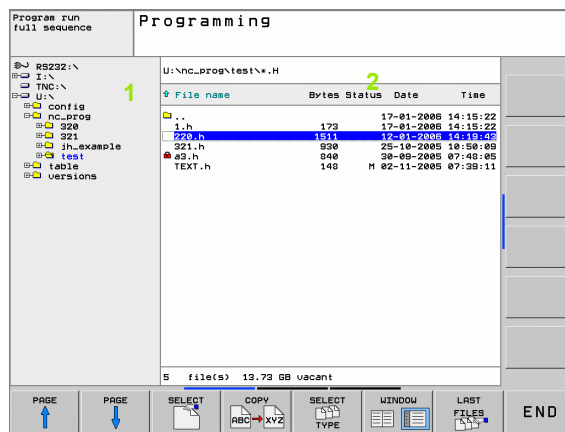 Program run
full sequence
Programming
RS232:\
I:\
TNC:\
U:\
config
nc_prog
320
321
jh_example
test
table
versions
1
U:\nc_prog\test\*.H
2
File name Bytes Status Date Time
.. 17-01-2006 14:15:22
1.h 173 17-01-2006 14:15:22
220.h 1511 12-01-2006 14:19:43
321.h 930 25-10-2005 10:50:09
a3.h 840 30-09-2005 07:48:05
TEXT.h 148 M 02-11-2005 07:39:11
5 file(s) 13.73 GB vacant
PAGE
PAGE
SELECT
COPY
ABC XYZ
SELECT
TYPE
WINDOW
LAST
FILES
END